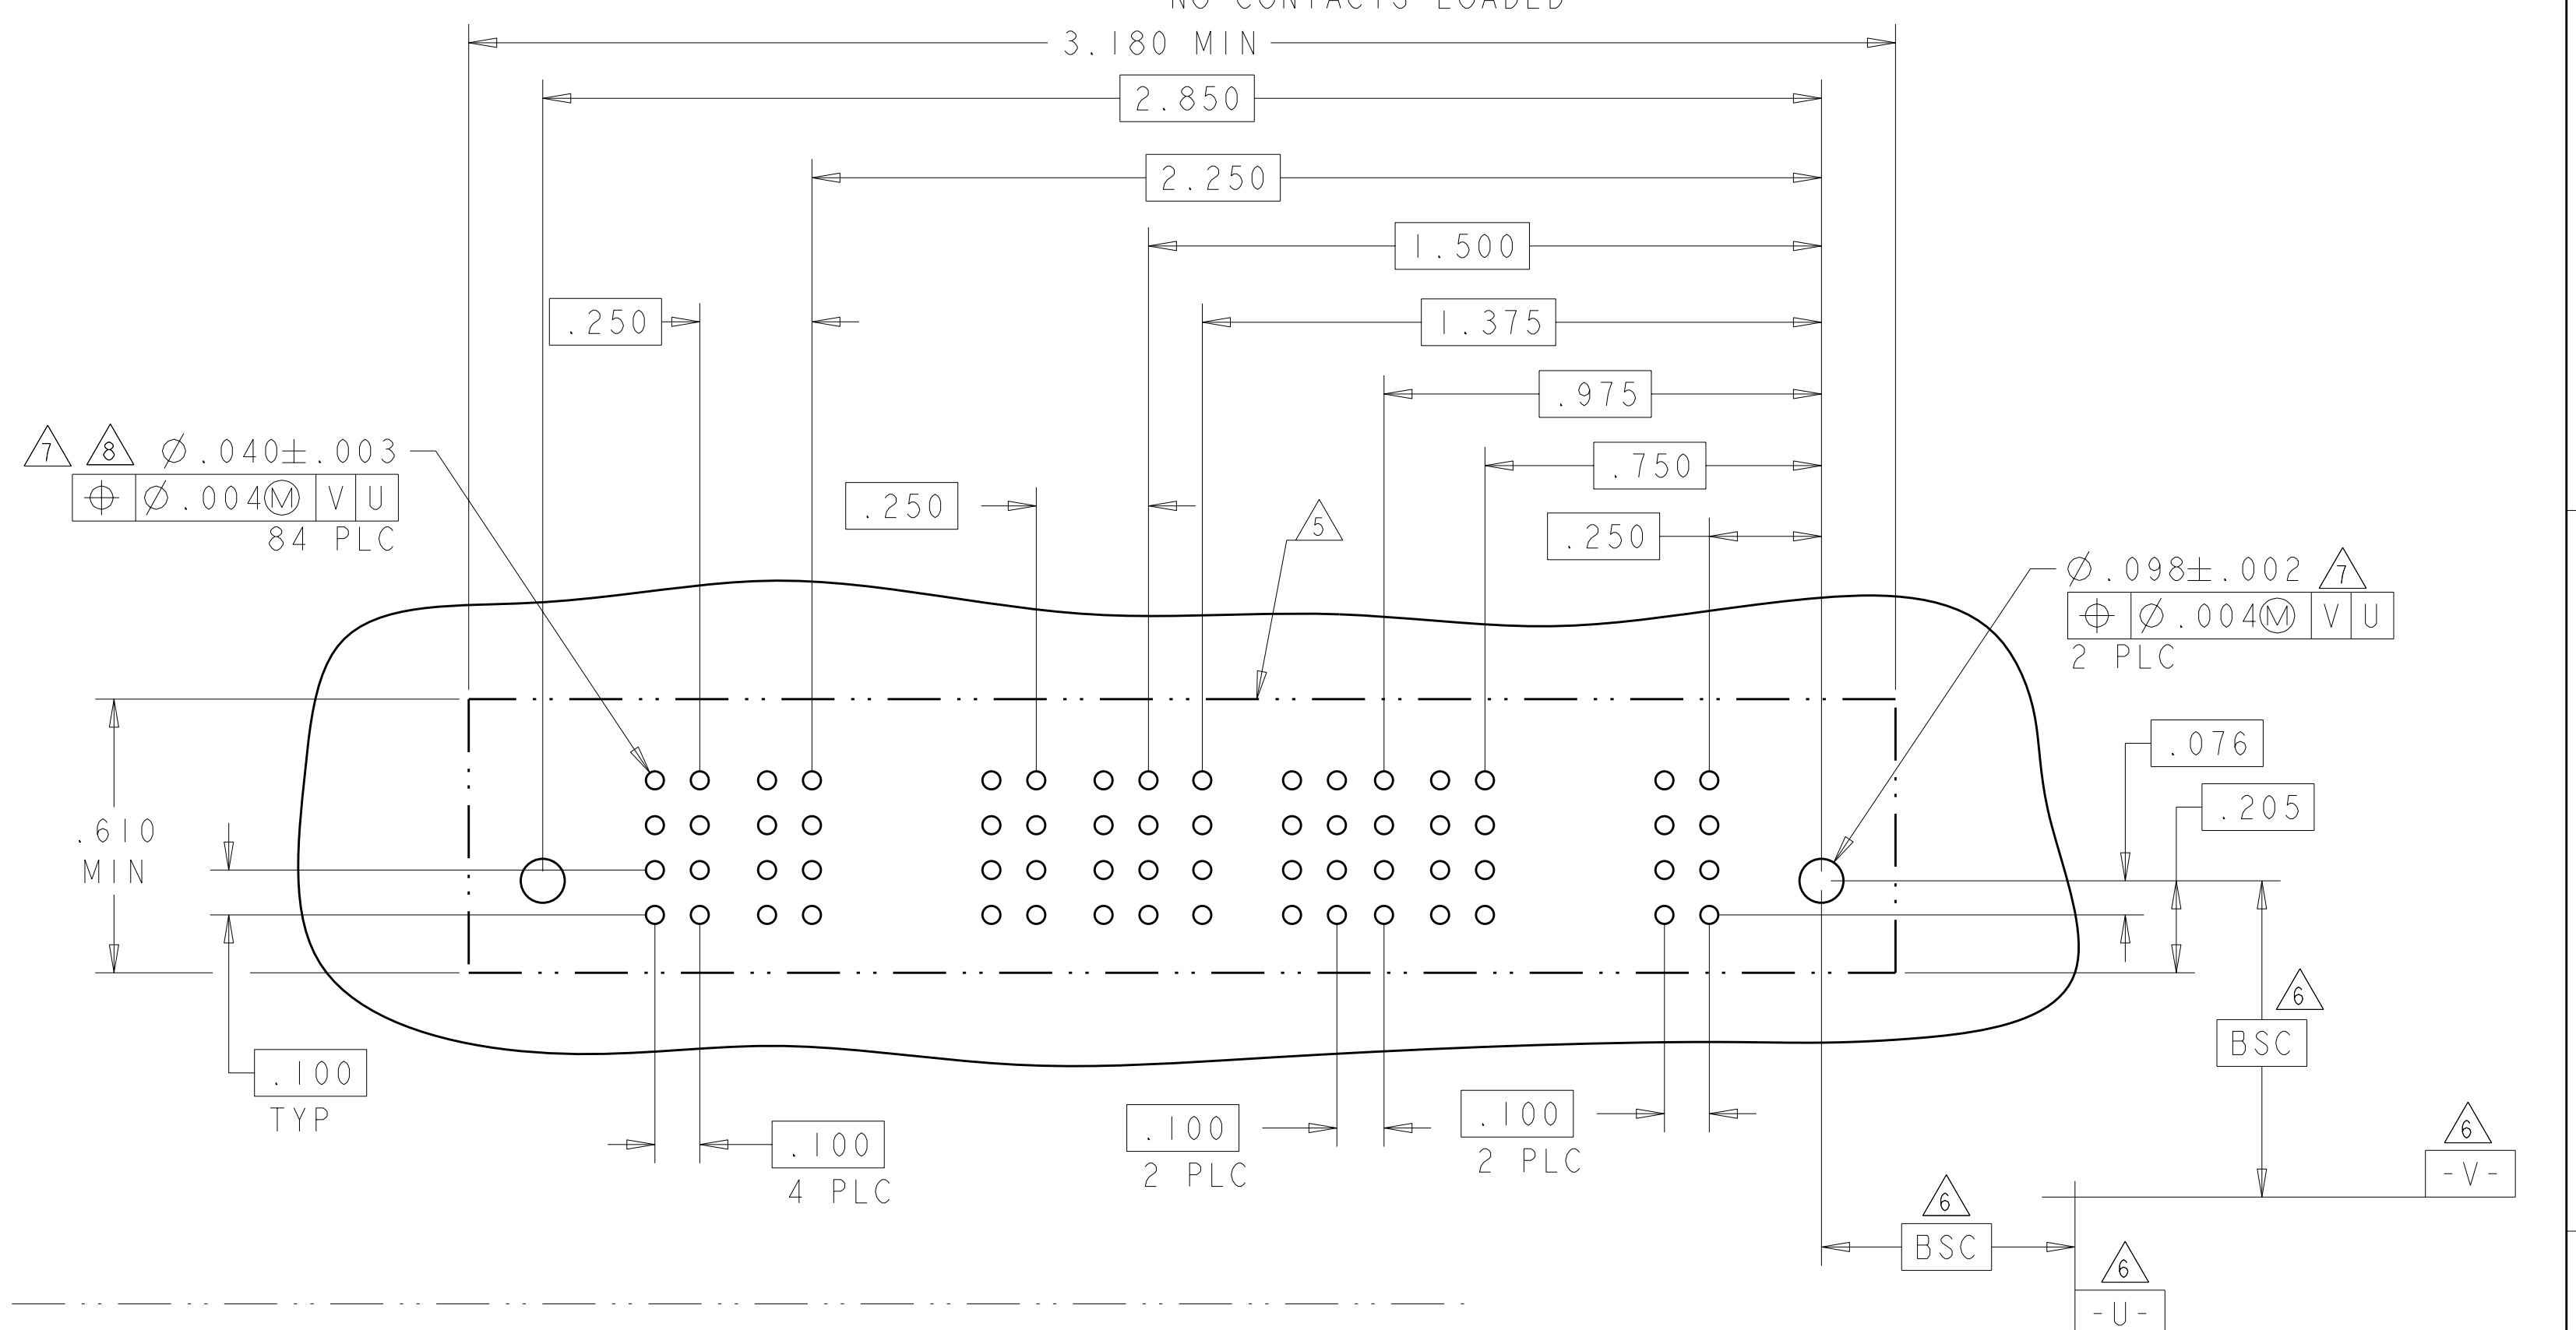 NO CONTACTS LOADED
3.180 MIN
2.850
2.250
1.500
.250
1.375
.975
7 8 Ø.040±.003
⌖ Ø.004Ⓜ V U
84 PLC
.750
.250
5
.250
Ø.098±.002 7
⌖ Ø.004Ⓜ V U
2 PLC
.076
.205
.610
MIN
6
BSC
.100
TYP
.100
4 PLC
.100
2 PLC
.100
2 PLC
6
-V-
6
BSC
6
-U-